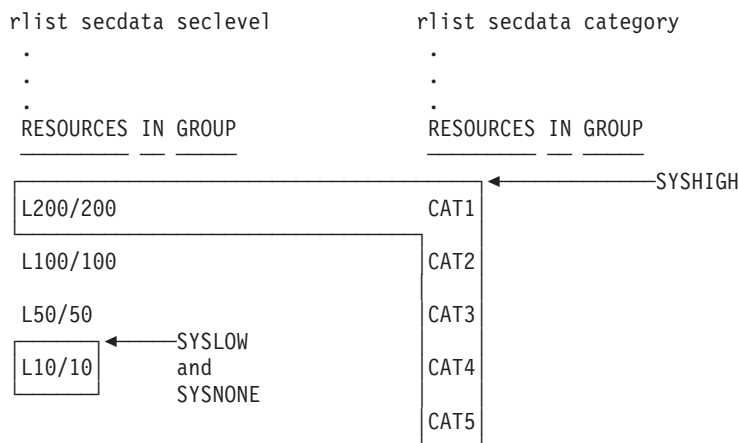 rlist secdata seclevel rlist secdata category
. .
. .
. .
RESOURCES IN GROUP RESOURCES IN GROUP
SYSHIGH
L200/200 CAT1
L100/100 CAT2
L50/50 CAT3
SYSLOW
L10/10 and CAT4
SYSNONE
CAT5